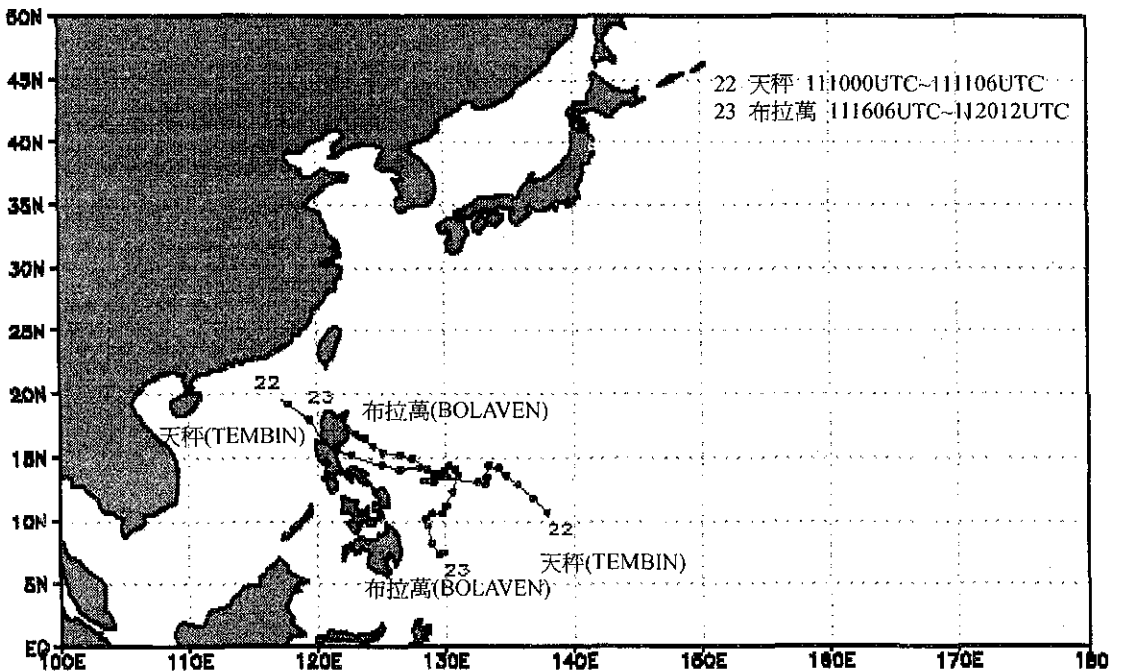 50N
45N
40N
35N
30N
25N
20N
15N
10N
5N
EQ
100E
110E
120E
130E
140E
150E
160E
170E
180
22 天秤 111000UTC~111106UTC
23 布拉萬 111606UTC~112012UTC
22
23
布拉萬(BOLAVEN)
天秤(TEMBIN)
22
天秤(TEMBIN)
23
布拉萬(BOLAVEN)